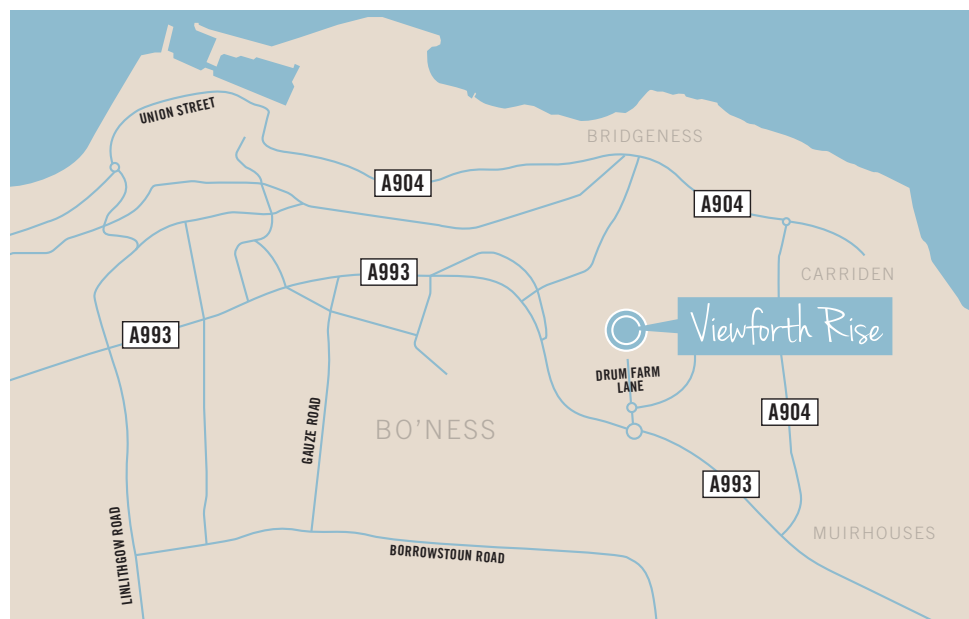 UNION STREET
BRIDGENESS
A904
A904
CARRIDEN
A993
A993
Viewforth Rise
DRUM FARM
LANE
A904
GAUZE ROAD
BO'NESS
A993
MUIRHOUSES
LINLITHGOW ROAD
BORROWSTOUN ROAD